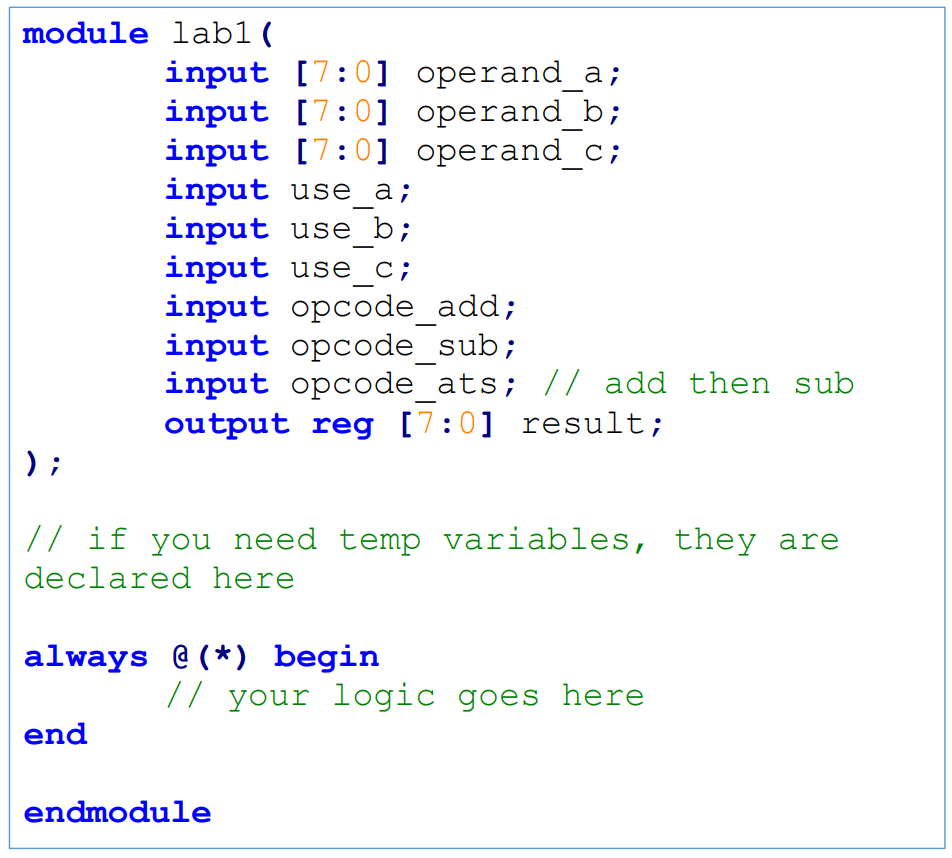 module lab1(
input [7:0] operand_a;
input [7:0] operand_b;
input [7:0] operand_c;
input use_a;
input use_b;
input use_c;
input opcode_add;
input opcode_sub;
input opcode_ats; // add then sub
output reg [7:0] result;
);
// if you need temp variables, they are
declared here
always @(*) begin
// your logic goes here
end
endmodule